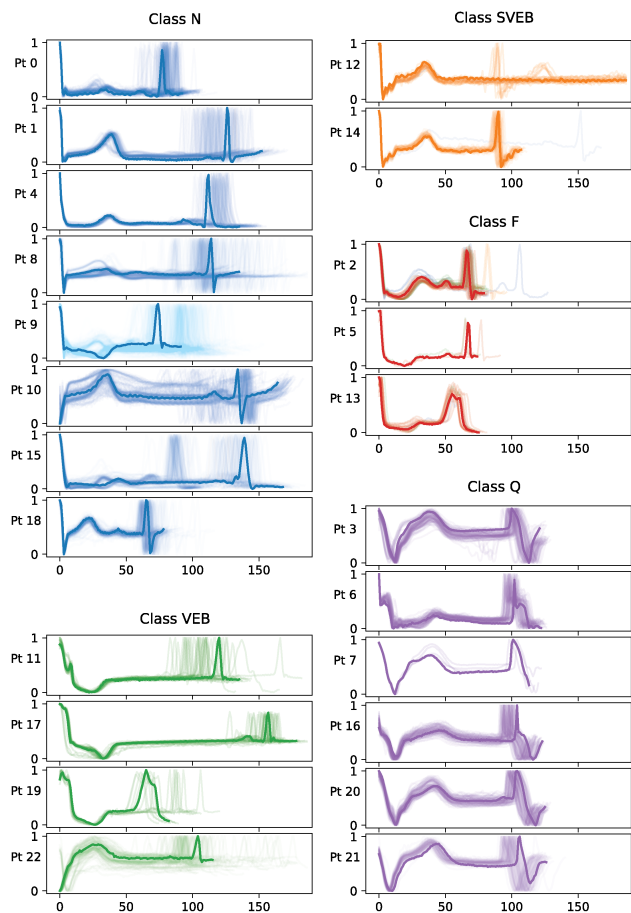 Class N
1
Pt 0
0
1
Pt 1
0
1
Pt 4
0
1
Pt 8
0
1
Pt 9
0
1
Pt 10
0
1
Pt 15
0
1
Pt 18
0
0 50 100 150
Class VEB
1
Pt 11
0
1
Pt 17
0
1
Pt 19
0
1
Pt 22
0
0 50 100 150
Class SVEB
1
Pt 12
0
1
Pt 14
0
0 50 100 150
Class F
1
Pt 2
0
1
Pt 5
0
1
Pt 13
0
0 50 100 150
Class Q
1
Pt 3
0
1
Pt 6
0
1
Pt 7
0
1
Pt 16
0
1
Pt 20
0
1
Pt 21
0
0 50 100 150